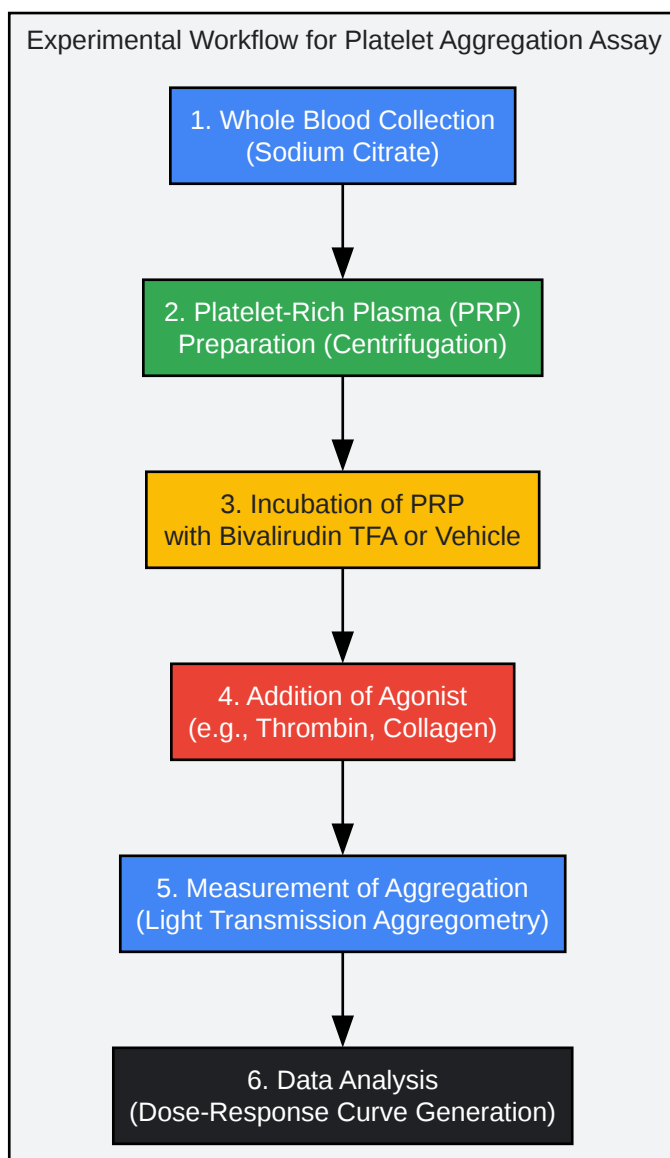 Experimental Workflow for Platelet Aggregation Assay
1. Whole Blood Collection
(Sodium Citrate)
2. Platelet-Rich Plasma (PRP)
Preparation (Centrifugation)
3. Incubation of PRP
with Bivalirudin TFA or Vehicle
4. Addition of Agonist
(e.g., Thrombin, Collagen)
5. Measurement of Aggregation
(Light Transmission Aggregometry)
6. Data Analysis
(Dose-Response Curve Generation)